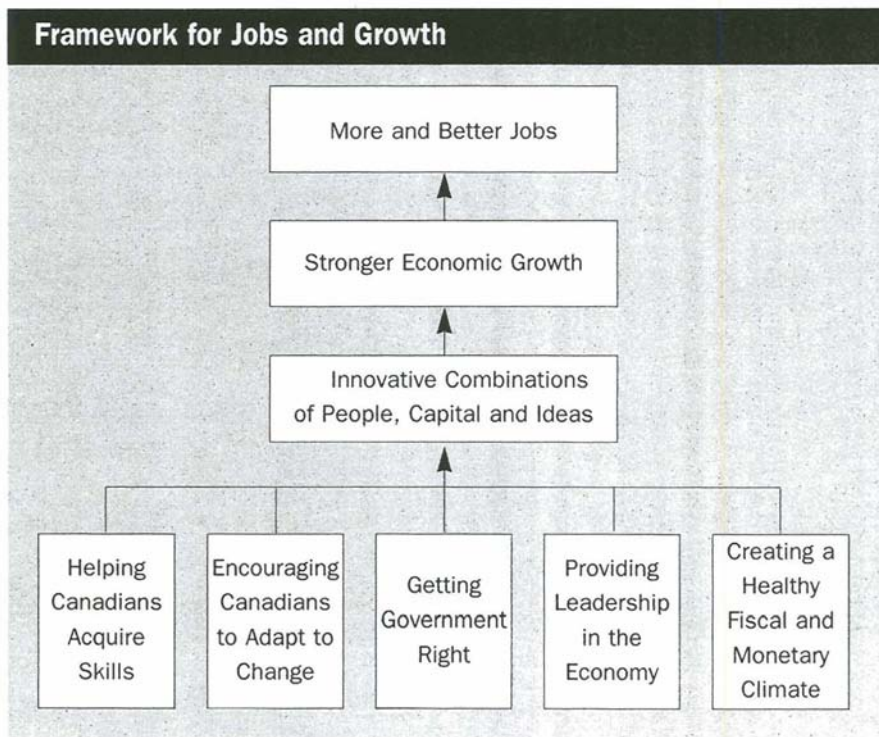 Framework for Jobs and Growth
More and Better Jobs
Stronger Economic Growth
Innovative Combinations
of People, Capital and Ideas
Helping
Canadians
Acquire
Skills
Encouraging
Canadians
to Adapt to
Change
Getting
Government
Right
Providing
Leadership
in the
Economy
Creating a
Healthy
Fiscal and
Monetary
Climate